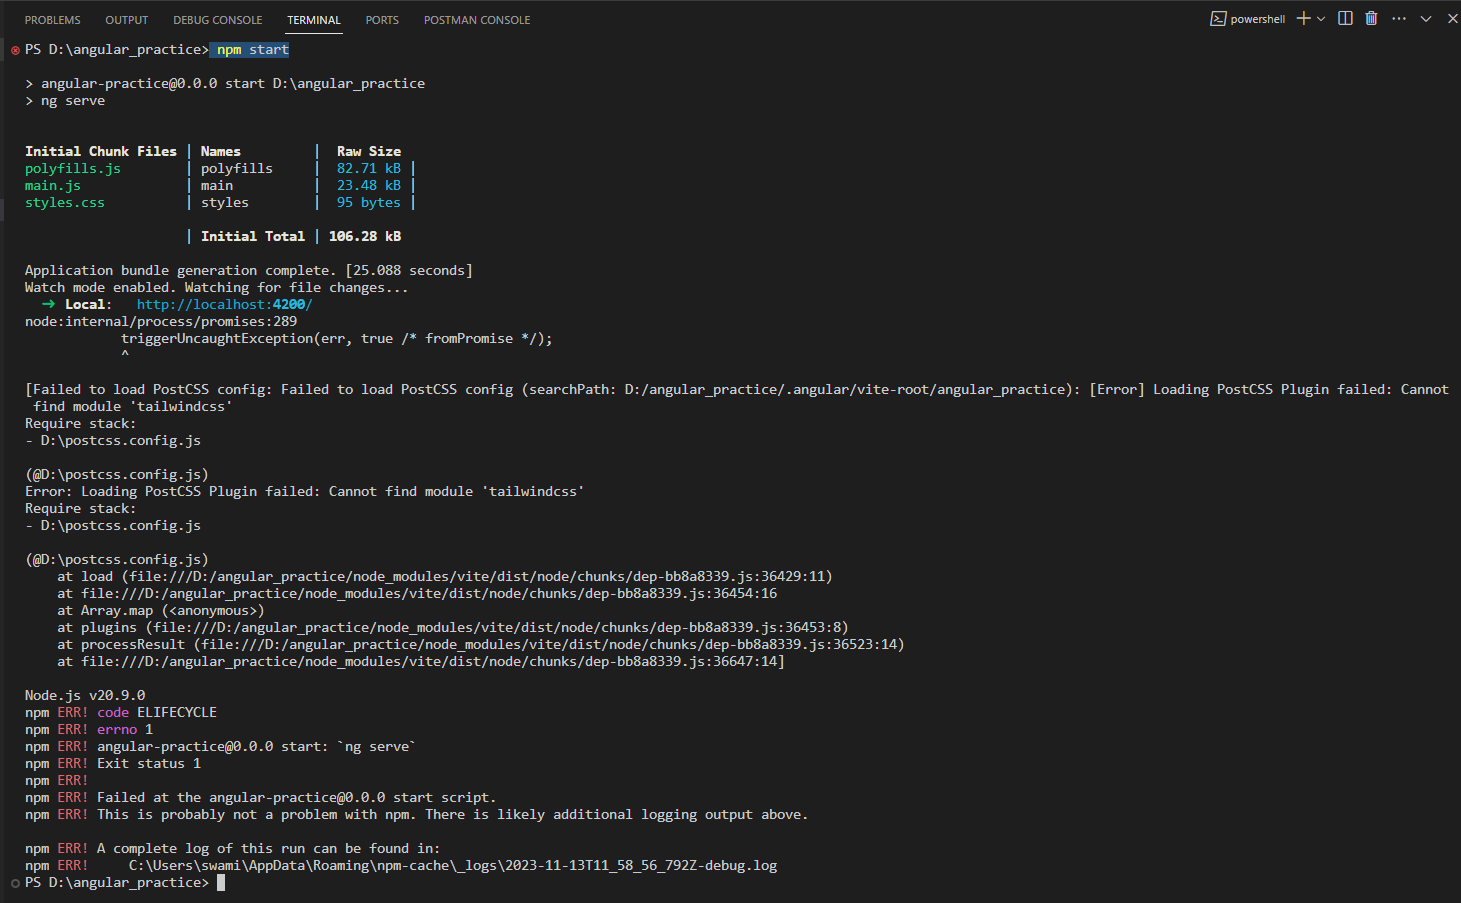 PROBLEMS OUTPUT DEBUG CONSOLE TERMINAL PORTS POSTMAN CONSOLE powershell
PS D:\angular_practice> npm start
> angular-practice@0.0.0 start D:\angular_practice
> ng serve
Initial Chunk Files | Names | Raw Size
polyfills.js | polyfills | 82.71 kB |
main.js | main | 23.48 kB |
styles.css | styles | 95 bytes |
| Initial Total | 106.28 kB
Application bundle generation complete. [25.088 seconds]
Watch mode enabled. Watching for file changes...
➜ Local: http://localhost:4200/
node:internal/process/promises:289
triggerUncaughtException(err, true /* fromPromise */);
^
[Failed to load PostCSS config: Failed to load PostCSS config (searchPath: D:/angular_practice/.angular/vite-root/angular_practice): [Error] Loading PostCSS Plugin failed: Cannot
find module 'tailwindcss'
Require stack:
- D:\postcss.config.js
(@D:\postcss.config.js)
Error: Loading PostCSS Plugin failed: Cannot find module 'tailwindcss'
Require stack:
- D:\postcss.config.js
(@D:\postcss.config.js)
at load (file:///D:/angular_practice/node_modules/vite/dist/node/chunks/dep-bb8a8339.js:36429:11)
at file:///D:/angular_practice/node_modules/vite/dist/node/chunks/dep-bb8a8339.js:36454:16
at Array.map (<anonymous>)
at plugins (file:///D:/angular_practice/node_modules/vite/dist/node/chunks/dep-bb8a8339.js:36453:8)
at processResult (file:///D:/angular_practice/node_modules/vite/dist/node/chunks/dep-bb8a8339.js:36523:14)
at file:///D:/angular_practice/node_modules/vite/dist/node/chunks/dep-bb8a8339.js:36647:14]
Node.js v20.9.0
npm ERR! code ELIFECYCLE
npm ERR! errno 1
npm ERR! angular-practice@0.0.0 start: `ng serve`
npm ERR! Exit status 1
npm ERR!
npm ERR! Failed at the angular-practice@0.0.0 start script.
npm ERR! This is probably not a problem with npm. There is likely additional logging output above.
npm ERR! A complete log of this run can be found in:
npm ERR! C:\Users\swami\AppData\Roaming\npm-cache\_logs\2023-11-13T11_58_56_792Z-debug.log
PS D:\angular_practice>